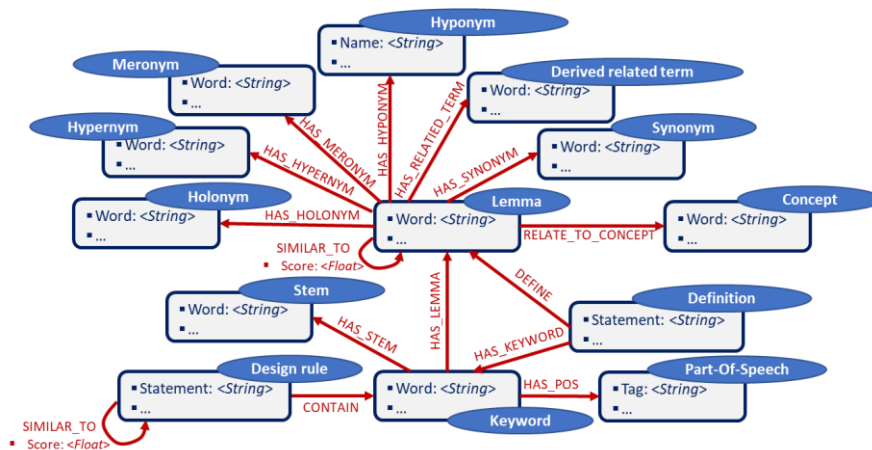 Hyponym
▪ Name: <String>
▪ ...
Meronym
▪ Word: <String>
▪ ...
Derived related term
▪ Word: <String>
▪ ...
Hypernym
▪ Word: <String>
▪ ...
Synonym
▪ Word: <String>
▪ ...
HAS_MERONYM
HAS_HYPONYM
HAS_RELATIED_TERM
HAS_HYPERNYM
HAS_SYNONYM
Holonym
▪ Word: <String>
▪ ...
HAS_HOLONYM
Lemma
▪ Word: <String>
▪ ...
RELATE_TO_CONCEPT
Concept
▪ Word: <String>
▪ ...
SIMILAR_TO
▪ Score: <Float>
Stem
▪ Word: <String>
▪ ...
HAS_STEM
HAS_LEMMA
DEFINE
HAS_KEYWORD
Definition
▪ Statement: <String>
▪ ...
Design rule
▪ Statement: <String>
▪ ...
SIMILAR_TO
▪ Score: <Float>
CONTAIN
▪ Word: <String>
▪ ...
Keyword
HAS_POS
Part-Of-Speech
▪ Tag: <String>
▪ ...